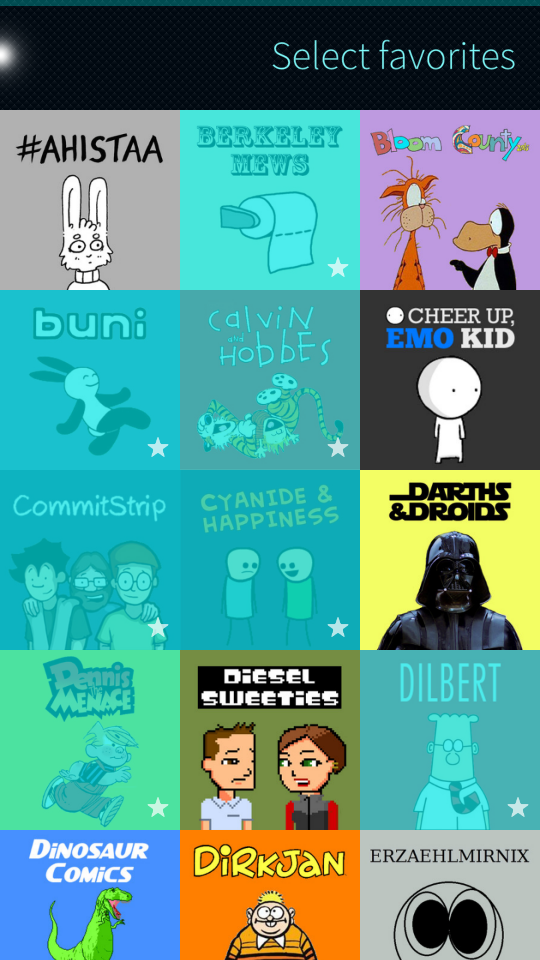 Select favorites
#AHISTAA
BERKELEY
MEWS
Bloom County
buni
CalviN
and
HobbEs
CHEER UP,
EMO KID
CommitStrip
CYANIDE &
HAPPINESS
DARTHS
&DROIDS
Dennis
THE
MENACE
DIESEL
SWEETIES
DILBERT
DINOSAUR
COMICS
DiRKJAN
ERZAEHLMIRNIX